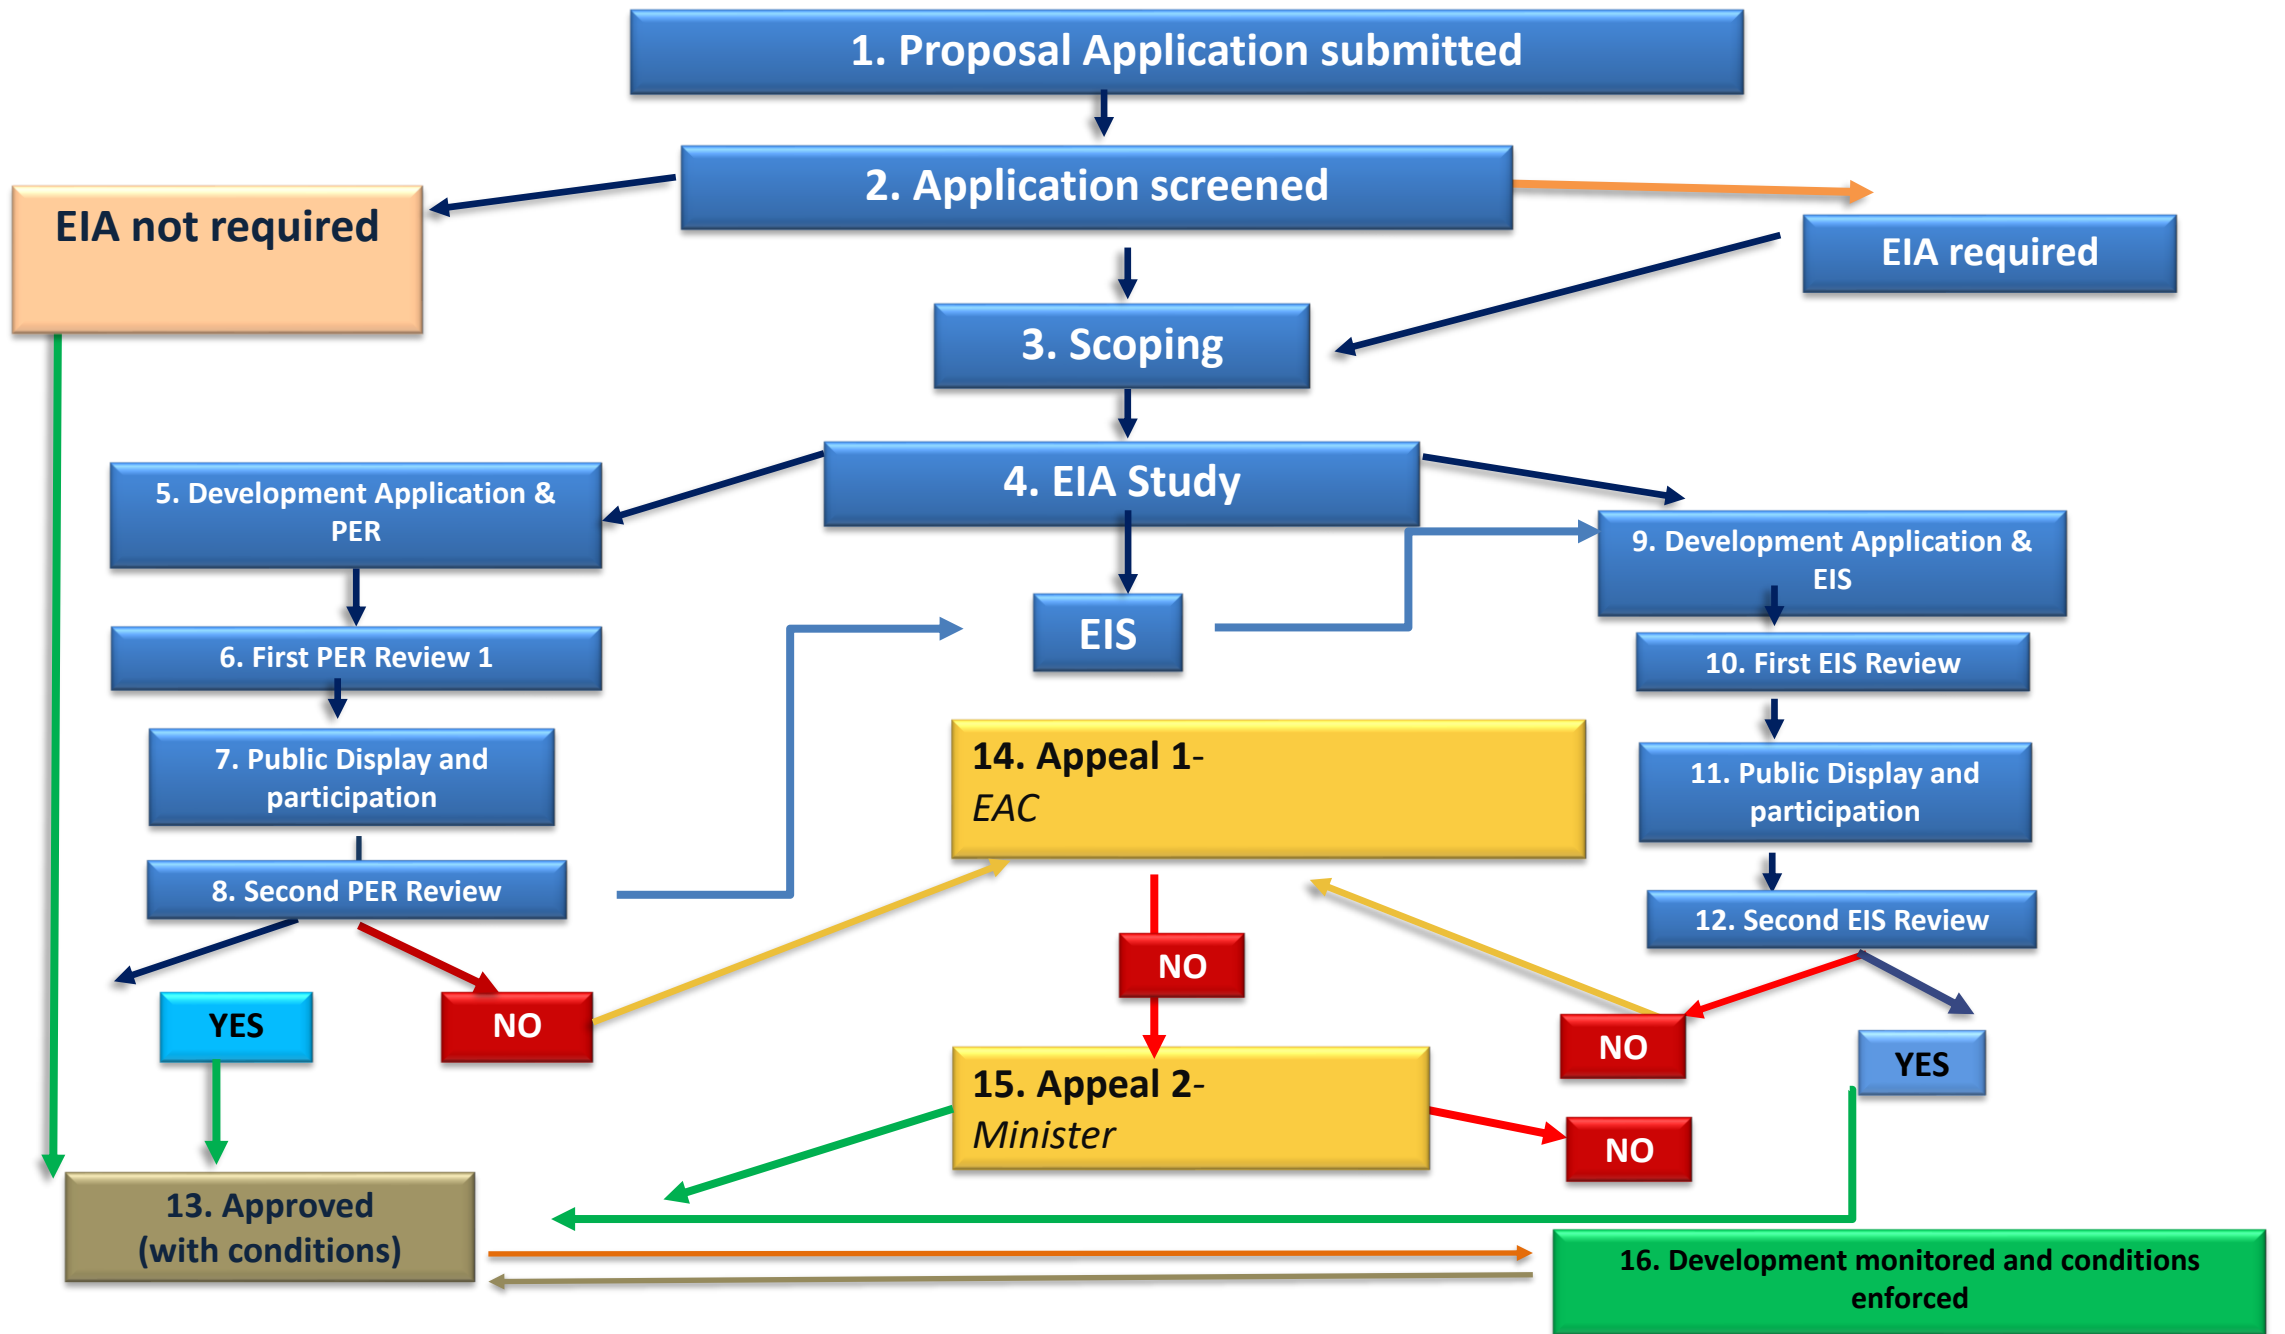 1. Proposal Application submitted
2. Application screened
EIA not required
EIA required
3. Scoping
4. EIA Study
5. Development Application &
PER
9. Development Application &
EIS
EIS
6. First PER Review 1
10. First EIS Review
7. Public Display and
participation
14. Appeal 1-
EAC
11. Public Display and
participation
8. Second PER Review
12. Second EIS Review
NO
YES
NO
NO
YES
15. Appeal 2-
Minister
NO
13. Approved
(with conditions)
16. Development monitored and conditions
enforced